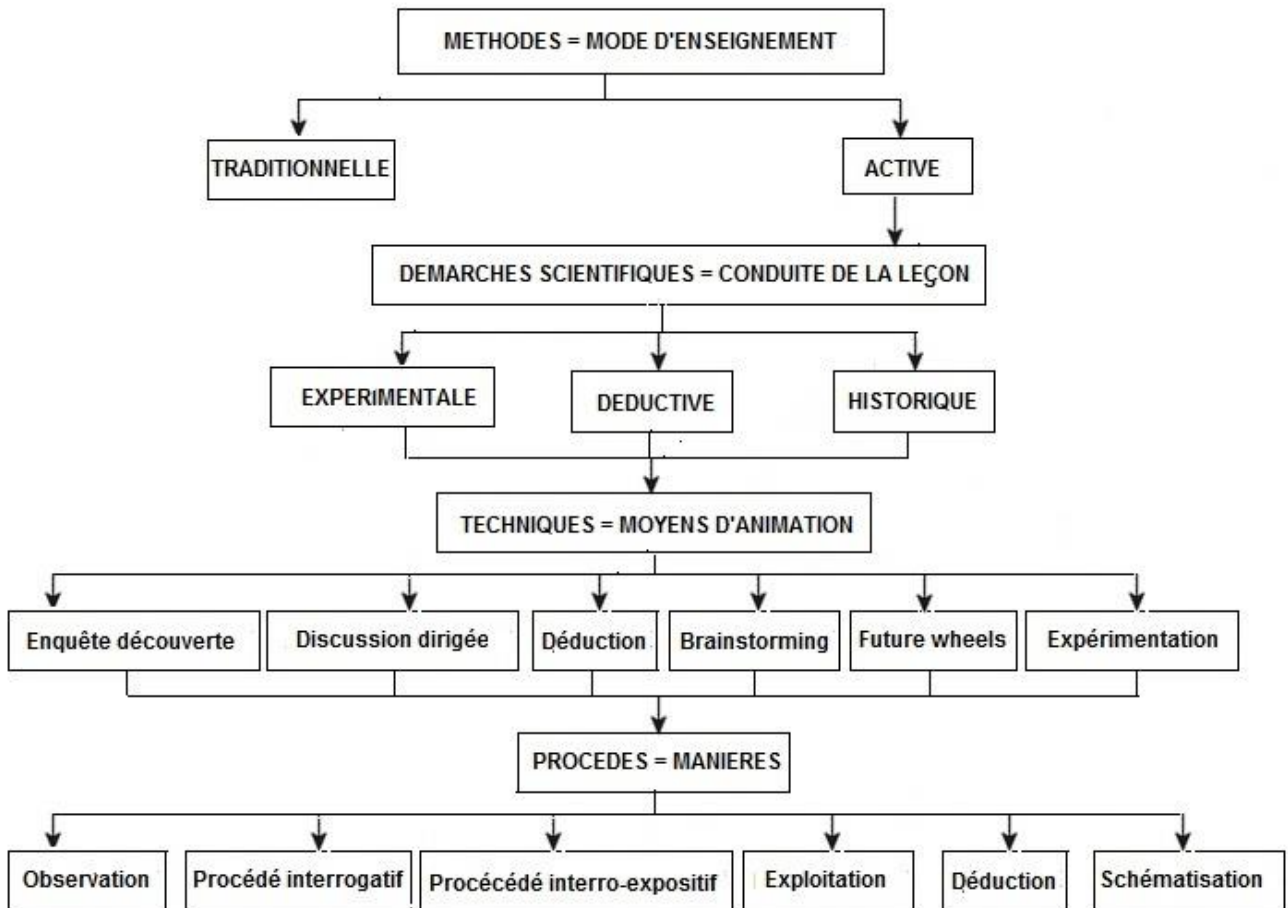 METHODES = MODE D'ENSEIGNEMENT
TRADITIONNELLE
ACTIVE
DEMARCHES SCIENTIFIQUES = CONDUITE DE LA LEÇON
EXPERIMENTALE
DEDUCTIVE
HISTORIQUE
TECHNIQUES = MOYENS D'ANIMATION
Enquête découverte
Discussion dirigée
Déduction
Brainstorming
Future wheels
Expérimentation
PROCEDES = MANIERES
Observation
Procédé interrogatif
Procécédé interro-expositif
Exploitation
Déduction
Schématisation